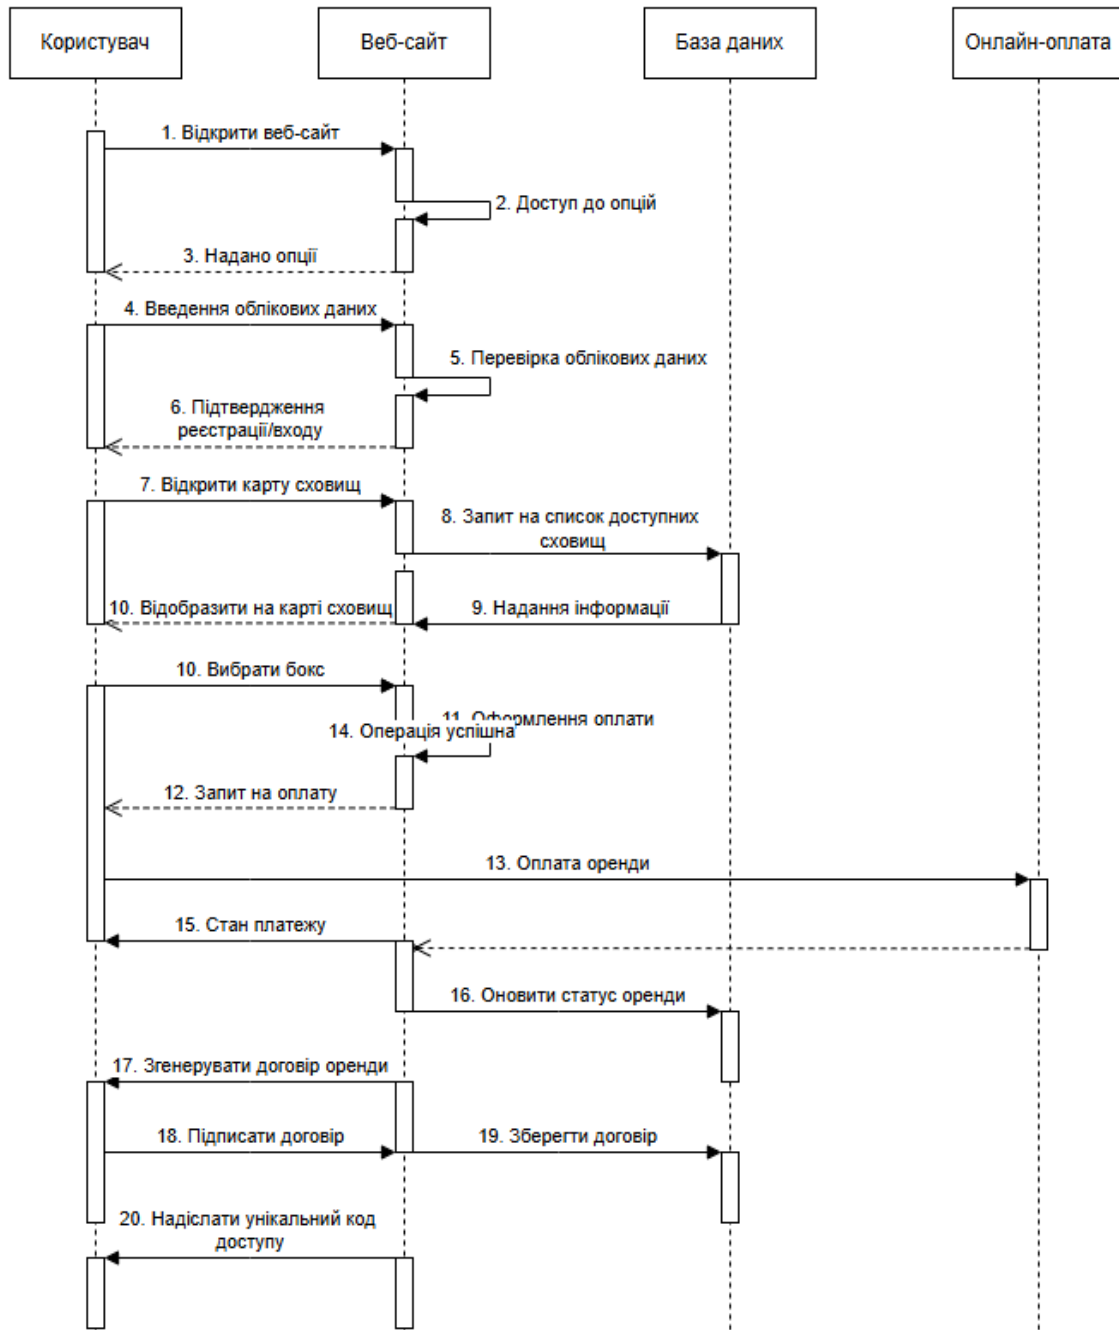 Користувач
Веб-сайт
База даних
Онлайн-оплата
1. Відкрити веб-сайт
2. Доступ до опцій
3. Надано опції
4. Введення облікових даних
5. Перевірка облікових даних
6. Підтвердження
реєстрації/входу
7. Відкрити карту сховищ
8. Запит на список доступних
сховищ
9. Надання інформації
10. Відобразити на карті сховищ
10. Вибрати бокс
11. Оформлення оплати
14. Операція успішна
12. Запит на оплату
13. Оплата оренди
15. Стан платежу
16. Оновити статус оренди
17. Згенерувати договір оренди
18. Підписати договір
19. Зберегти договір
20. Надіслати унікальний код
доступу